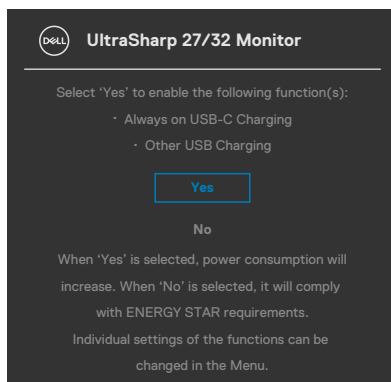 DELL UltraSharp 27/32 Monitor
Select ‘Yes’ to enable the following function(s):
· Always on USB-C Charging
· Other USB Charging
Yes
No
When ‘Yes’ is selected, power consumption will
increase. When ‘No’ is selected, it will comply
with ENERGY STAR requirements.
Individual settings of the functions can be
changed in the Menu.